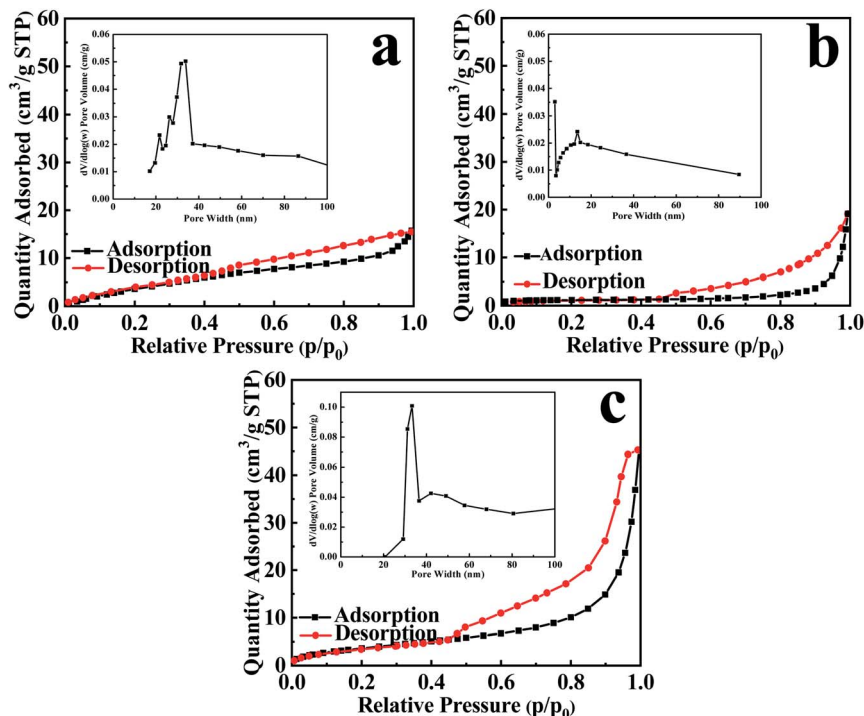 a
Quantity Adsorbed (cm³/g STP)
60
50
40
30
20
10
0
0.0 0.2 0.4 0.6 0.8 1.0
Relative Pressure (p/p₀)
Adsorption
Desorption
dV/dlog(w) Pore Volume (cm/g)
0.06
0.05
0.04
0.03
0.02
0.01
0.00
0 20 40 60 80 100
Pore Width (nm)
b
Quantity Adsorbed (cm³/g STP)
60
50
40
30
20
10
0
0.0 0.2 0.4 0.6 0.8 1.0
Relative Pressure (p/p₀)
Adsorption
Desorption
dV/dlog(w) Pore Volume (cm/g)
0.06
0.05
0.04
0.03
0.02
0.01
0.00
0 20 40 60 80 100
Pore Width (nm)
c
Quantity Adsorbed (cm³/g STP)
60
50
40
30
20
10
0
0.0 0.2 0.4 0.6 0.8 1.0
Relative Pressure (p/p₀)
Adsorption
Desorption
dV/dlog(w) Pore Volume (cm/g)
0.10
0.08
0.06
0.04
0.02
0.00
0 20 40 60 80 100
Pore Width (nm)